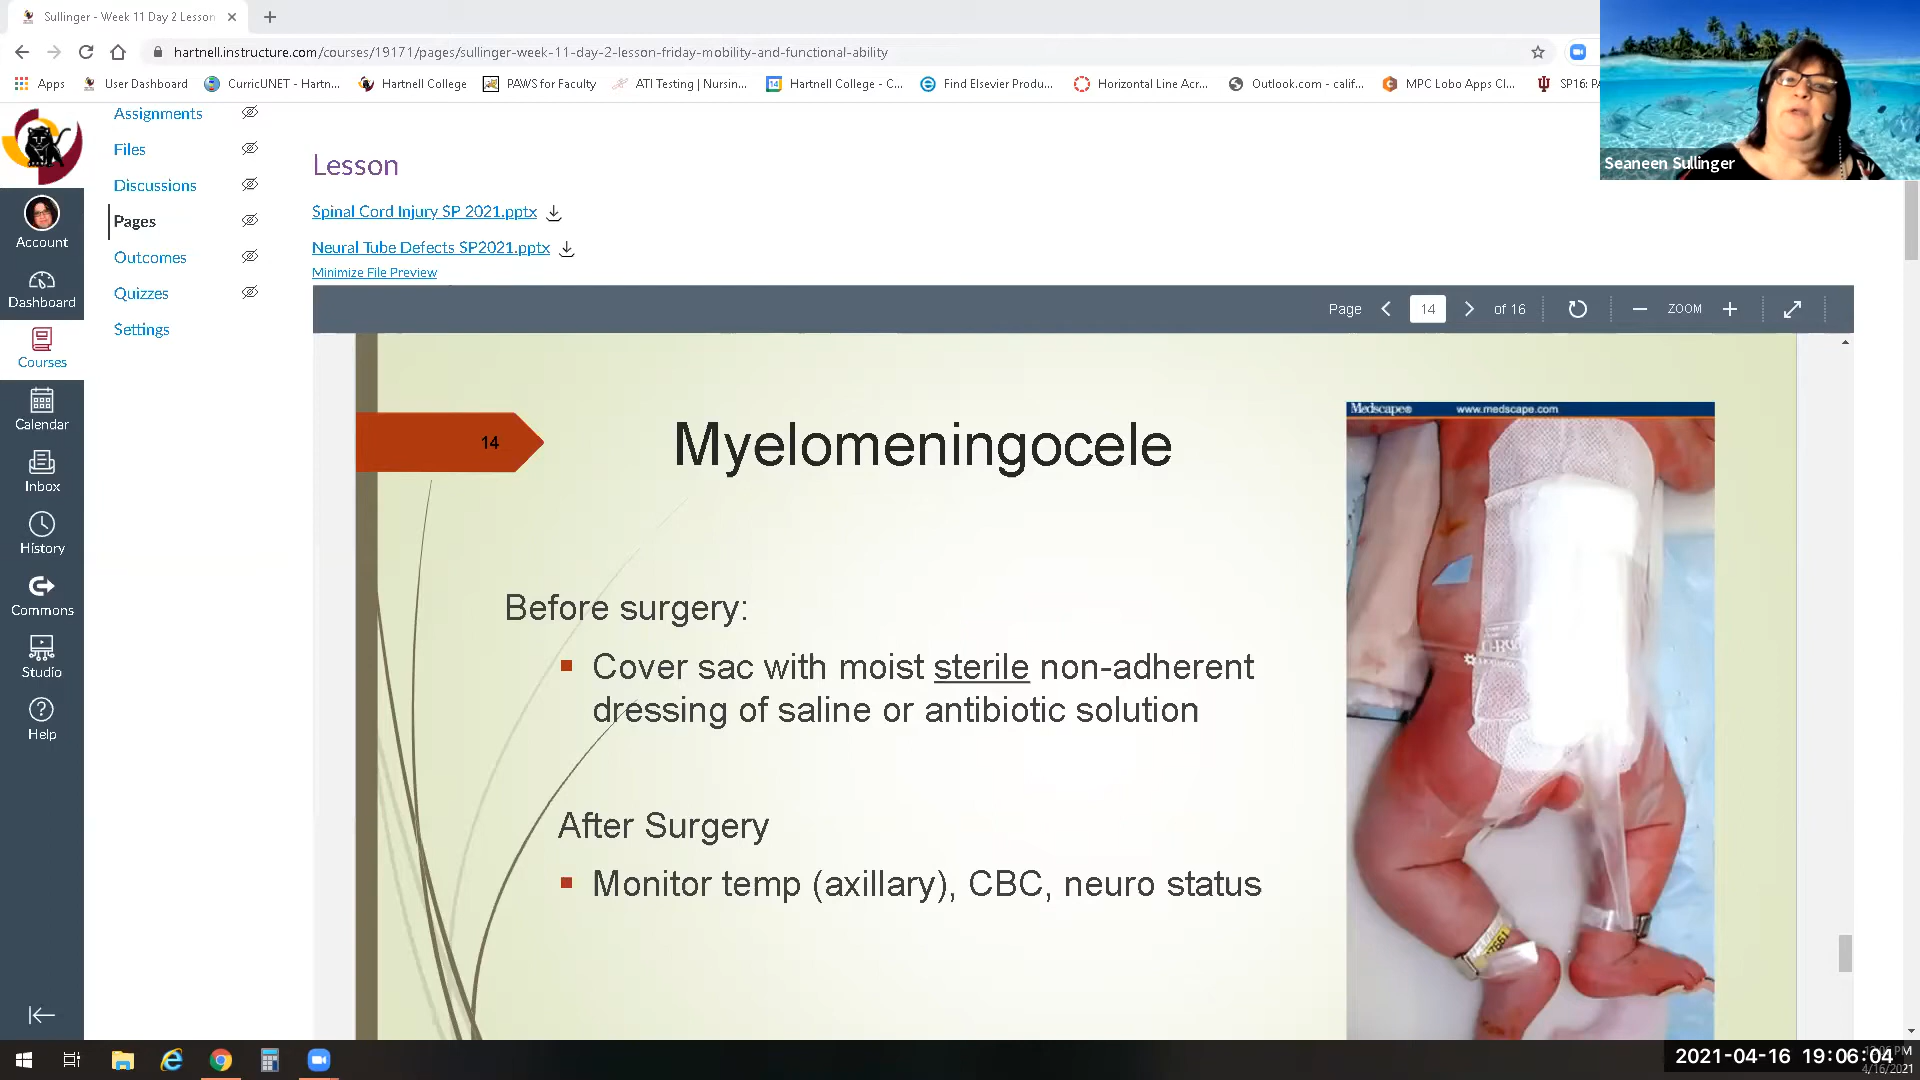 Sullinger - Week 11 Day 2 Lesson
hartnell.instructure.com/courses/19171/pages/sullinger-week-11-day-2-lesson-friday-mobility-and-functional-ability
Apps User Dashboard CurricUNET - Hartn... Hartnell College PAWS for Faculty ATI Testing | Nursin... 14 Hartnell College - C... Find Elsevier Produ... Horizontal Line Acr... Outlook.com - calif... MPC Lobo Apps Cl... SP16: PA
Seaneen Sullinger
Account
Dashboard
Courses
Calendar
Inbox
History
Commons
Studio
Help
Assignments
Files
Discussions
Pages
Outcomes
Quizzes
Settings
Lesson
Spinal Cord Injury SP 2021.pptx
Neural Tube Defects SP2021.pptx
Minimize File Preview
Page 14 of 16 ZOOM
14
Myelomeningocele
Before surgery:
Cover sac with moist sterile non-adherent
dressing of saline or antibiotic solution
After Surgery
Monitor temp (axillary), CBC, neuro status
Medscape® www.medscape.com
2021-04-16 19:06:04
4/16/2021